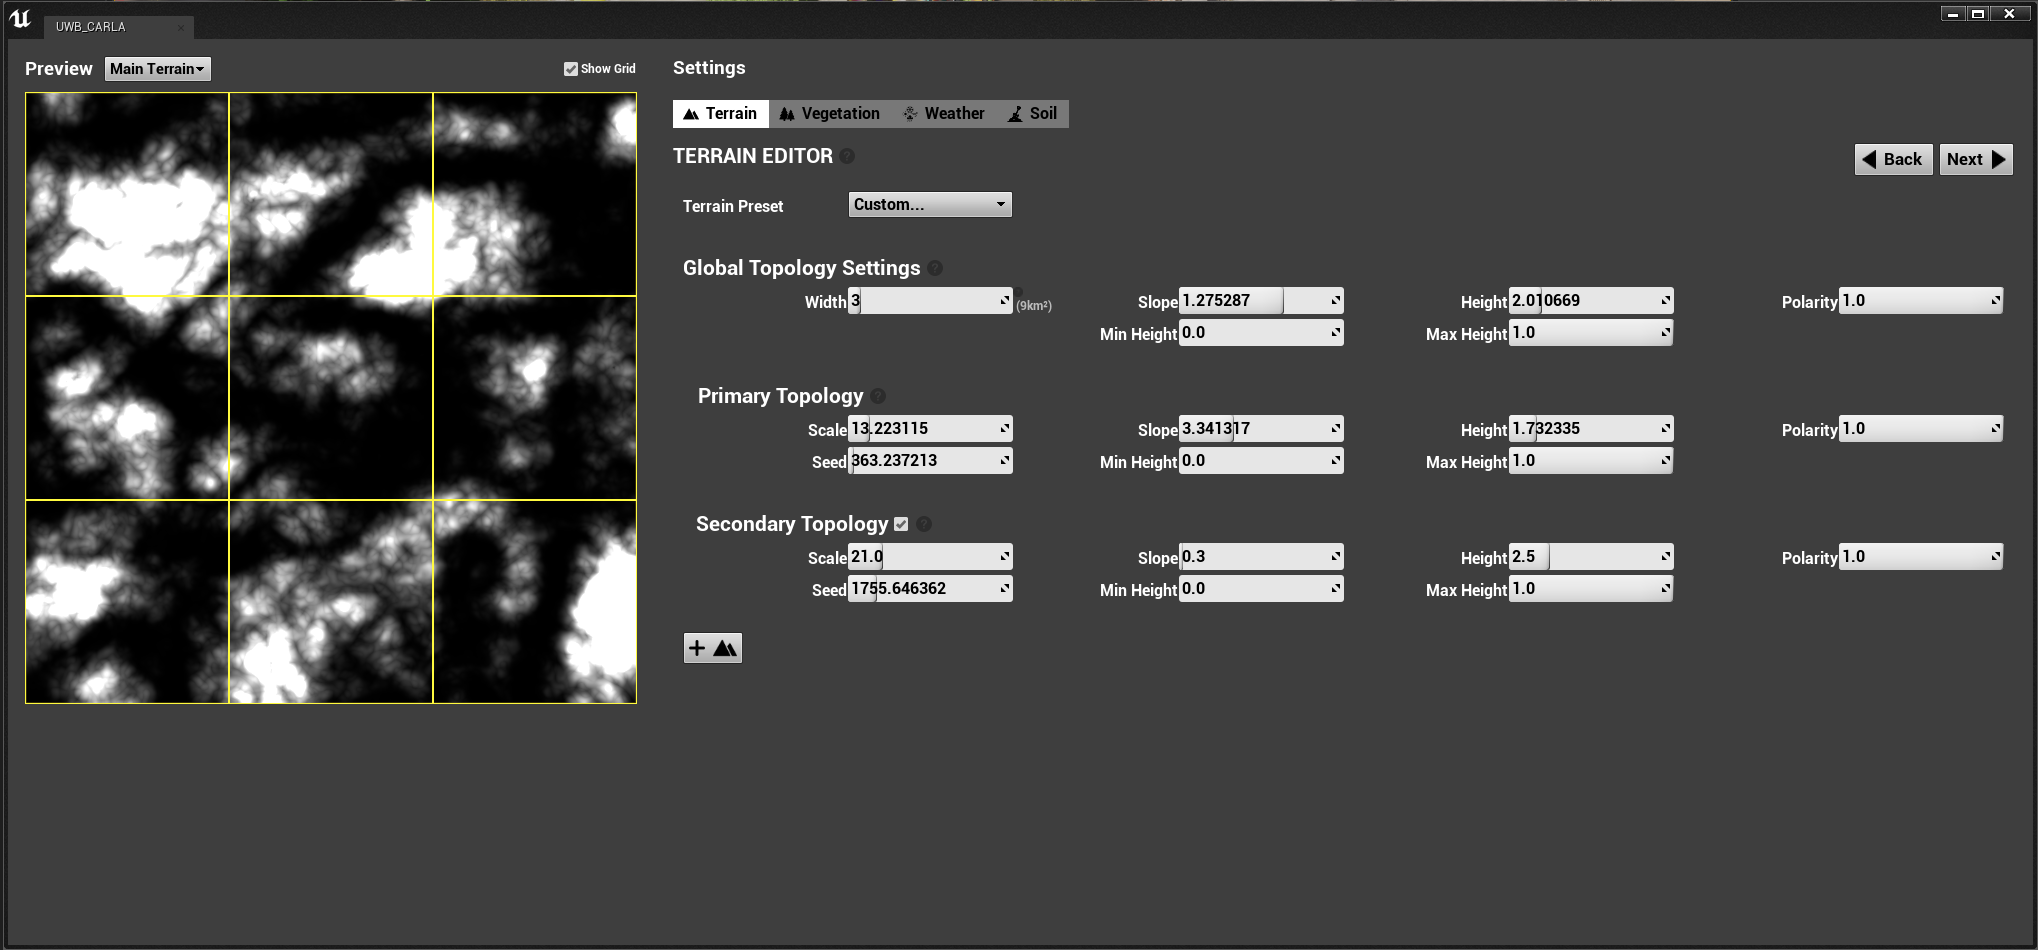 UWB_CARLA
Preview Main Terrain Show Grid
Settings
Terrain Vegetation Weather Soil
TERRAIN EDITOR ?
Back Next
Terrain Preset Custom...
Global Topology Settings ?
Width 3 (9km²) Slope 1.275287 Height 2.010669 Polarity 1.0
Min Height 0.0 Max Height 1.0
Primary Topology ?
Scale 13.223115 Slope 3.341317 Height 1.732335 Polarity 1.0
Seed 363.237213 Min Height 0.0 Max Height 1.0
Secondary Topology ?
Scale 21.0 Slope 0.3 Height 2.5 Polarity 1.0
Seed 1755.646362 Min Height 0.0 Max Height 1.0